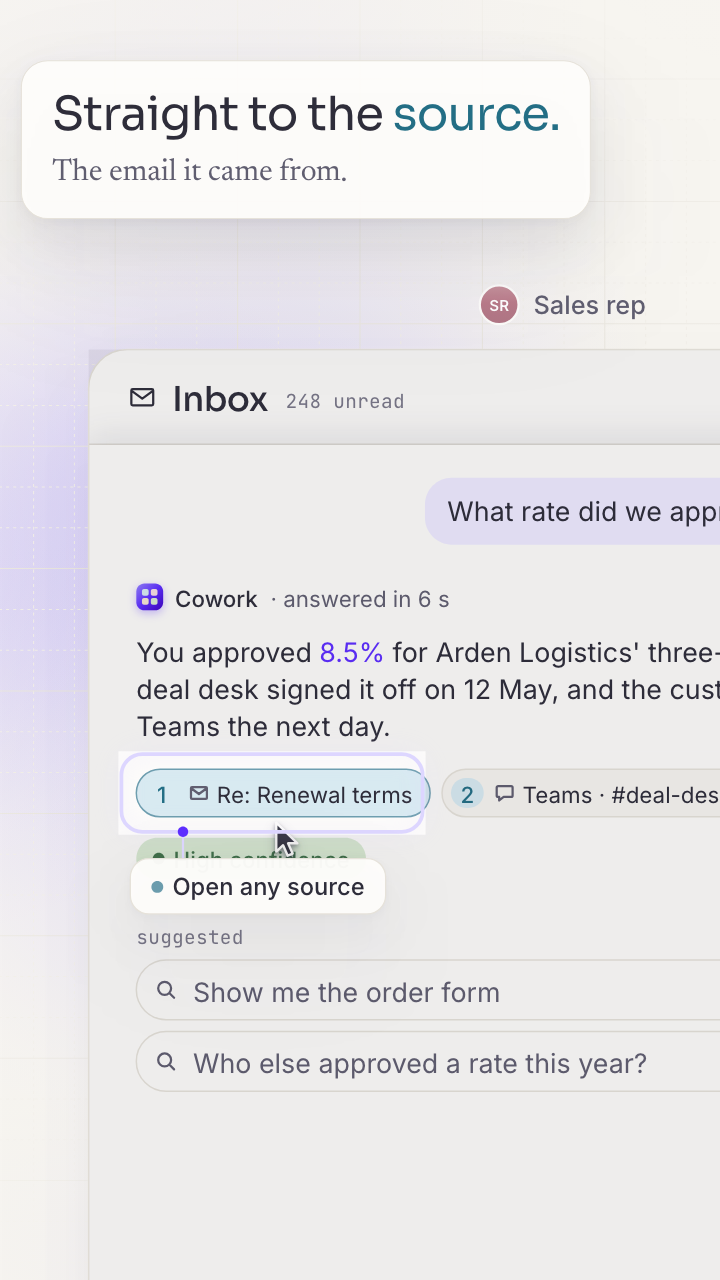 Straight to the source.
The email it came from.
SR Sales rep
Inbox 248 unread
What rate did we
Cowork · answered in 6 s
You approved 8.5% for Arden Logistics' three-
deal desk signed it off on 12 May, and the
Teams the next day.
1 Re: Renewal terms 2 Teams · #deal-des
High confidence
Open any source
suggested
Show me the order form
Who else approved a rate this year?